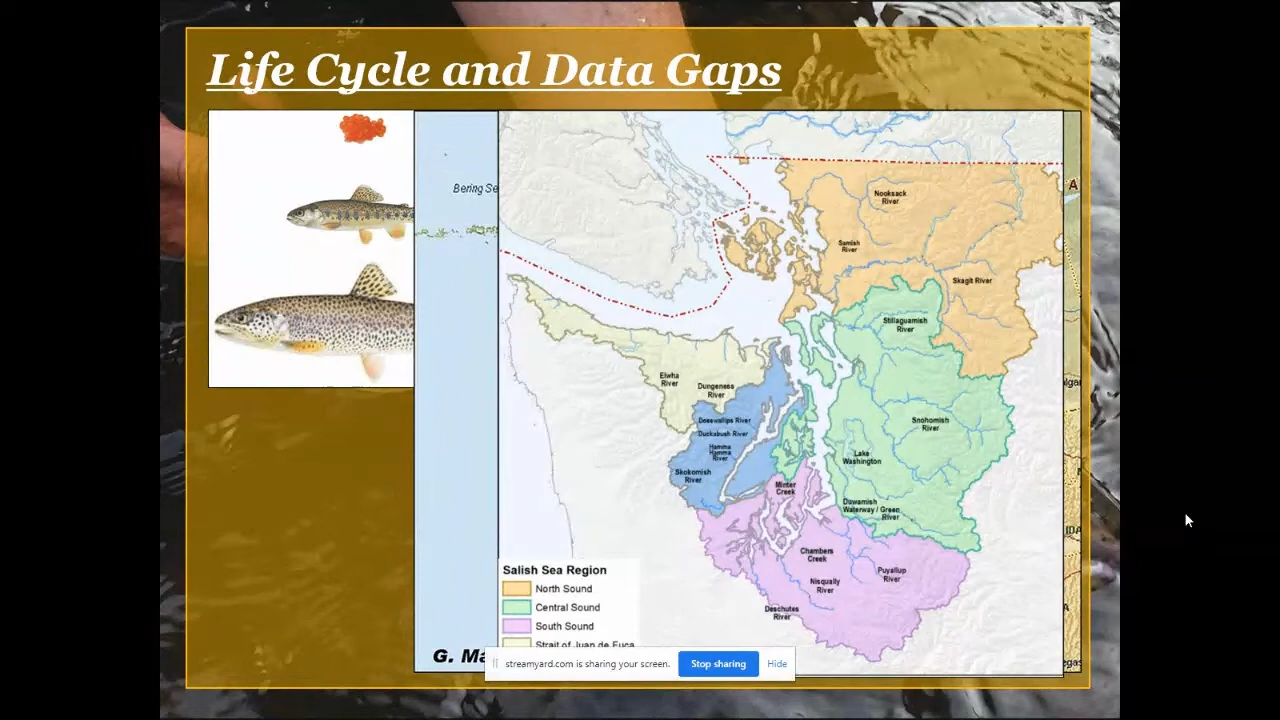 Life Cycle and Data Gaps
Bering Se
A
Nooksack
River
Samish
River
Skagit River
Stillaguamish
River
Elwha
River
Dungeness
River
Dosewallips River
Duckabush River
Hamma
Hamma
River
Skokomish
River
Snohomish
River
Lake
Washington
Minter
Creek
Duwamish
Waterway / Green
River
Chambers
Creek
Nisqually
River
Puyallup
River
Deschutes
River
Salish Sea Region
North Sound
Central Sound
South Sound
Strait of Juan de Fuca
G. Ma
streamyard.com is sharing your screen.
Stop sharing
Hide